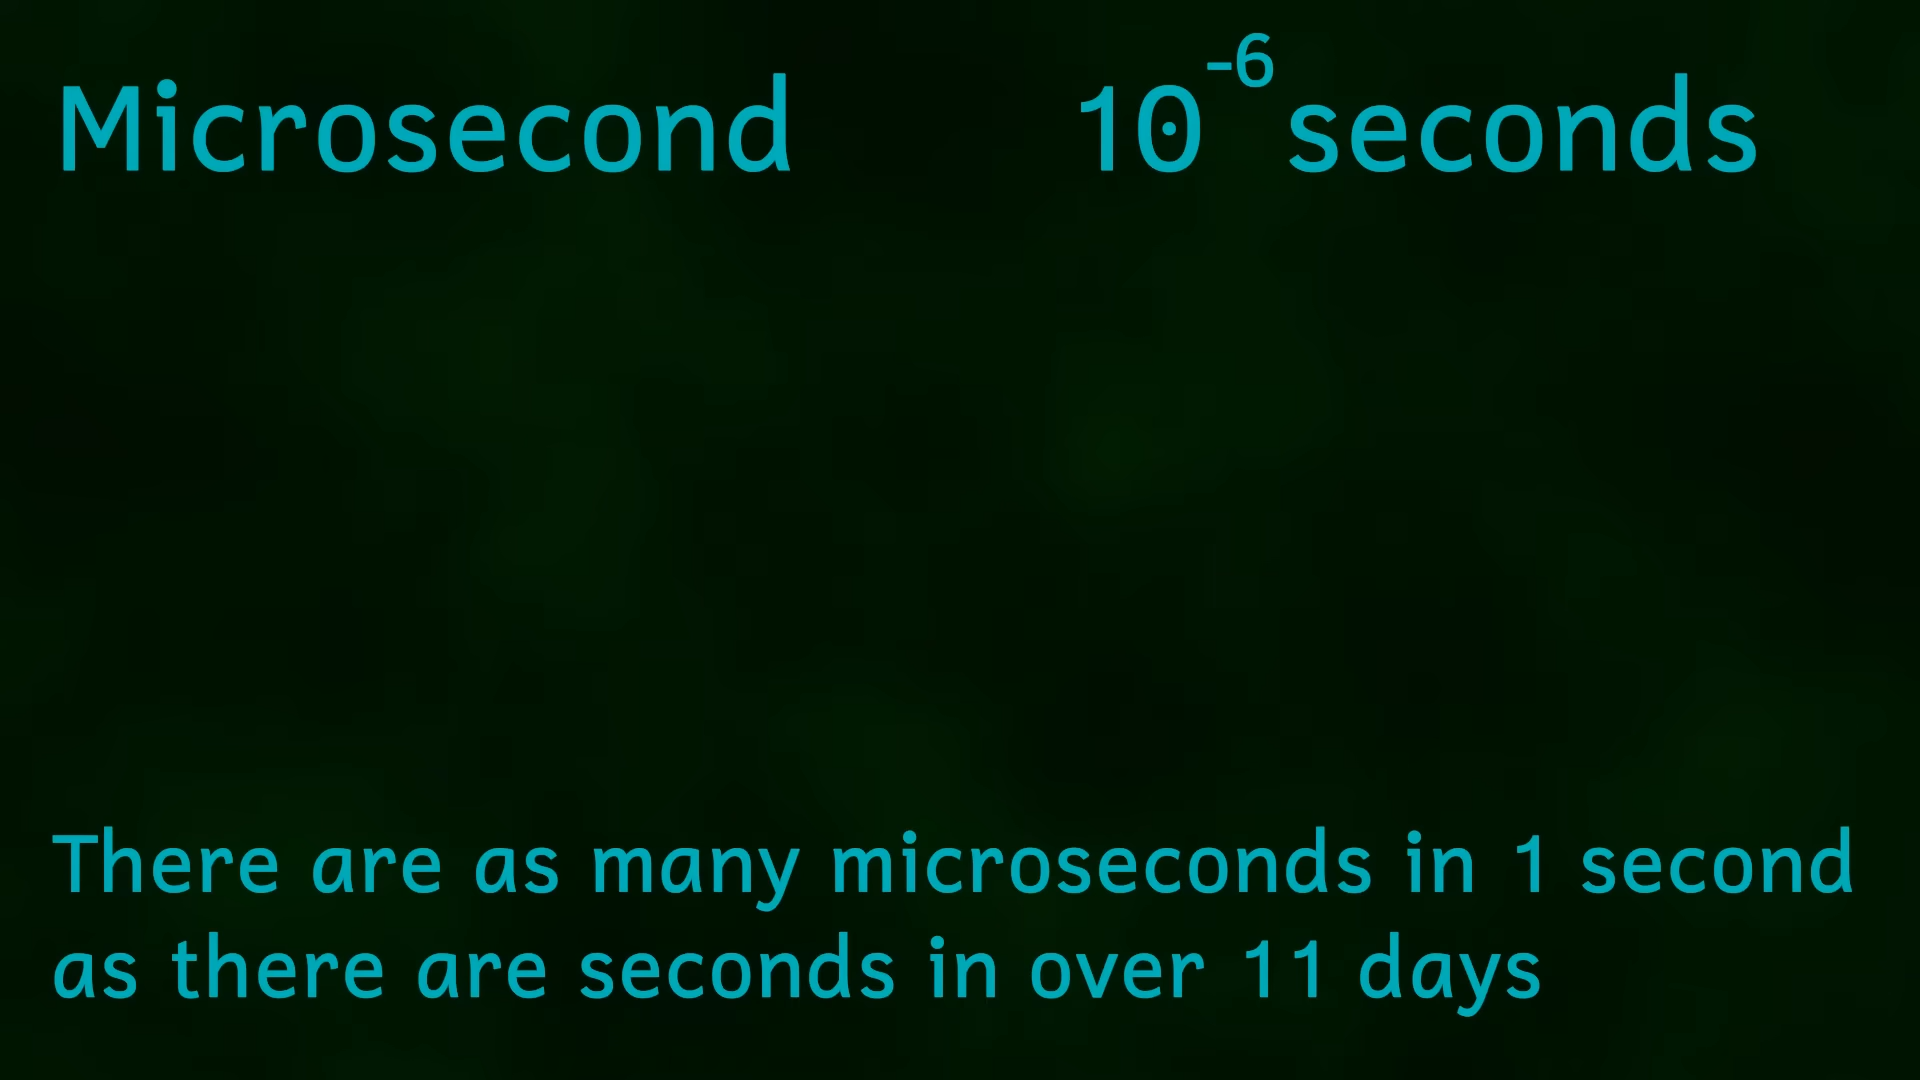 Microsecond 10⁻⁶ seconds
There are as many microseconds in 1 second
as there are seconds in over 11 days